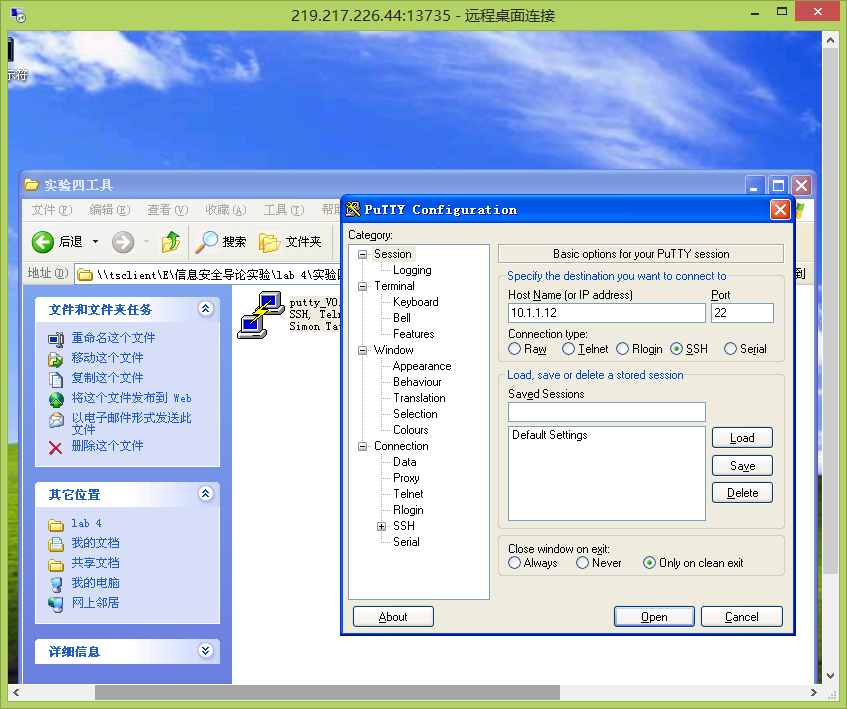 219.217.226.44:13735 - 远程桌面连接
示符
实验四工具
文件(F) 编辑(E) 查看(V) 收藏(A) 工具(T) 帮助
后退 搜索 文件夹
地址(D) \\tsclient\E\信息安全导论实验\lab 4\实验四 到
文件和文件夹任务
重命名这个文件
移动这个文件
复制这个文件
将这个文件发布到 Web
以电子邮件形式发送此
文件
删除这个文件
其它位置
lab 4
我的文档
共享文档
我的电脑
网上邻居
详细信息
putty_V0.
SSH, Teln
Simon Ta
PuTTY Configuration
Category:
Session
Logging
Terminal
Keyboard
Bell
Features
Window
Appearance
Behaviour
Translation
Selection
Colours
Connection
Data
Proxy
Telnet
Rlogin
SSH
Serial
Basic options for your PuTTY session
Specify the destination you want to connect to
Host Name (or IP address) Port
10.1.1.12 22
Connection type:
Raw Telnet Rlogin SSH Serial
Load, save or delete a stored session
Saved Sessions
Default Settings
Load
Save
Delete
Close window on exit:
Always Never Only on clean exit
About Open Cancel